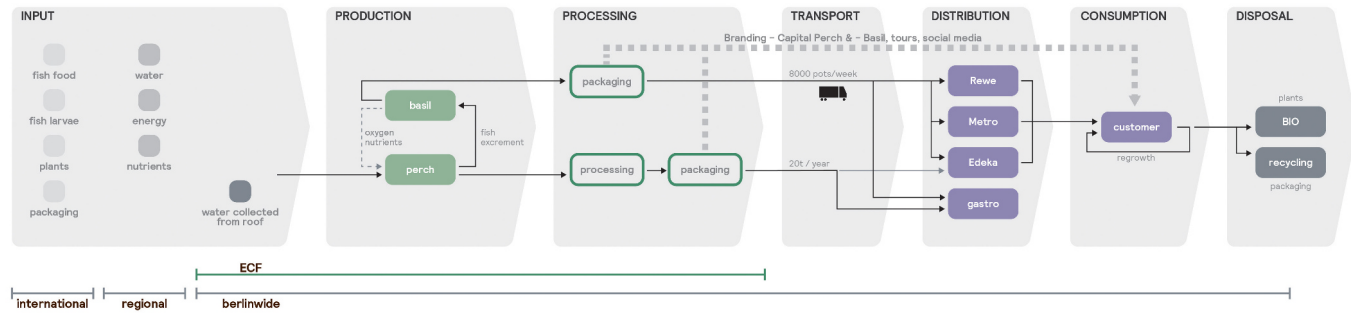 INPUT
PRODUCTION
PROCESSING
TRANSPORT
DISTRIBUTION
CONSUMPTION
DISPOSAL
Branding – Capital Perch & – Basil, tours, social media
fish food
water
fish larvae
energy
plants
nutrients
packaging
water collected
from roof
basil
oxygen
nutrients
fish
excrement
perch
packaging
processing
packaging
8000 pots/week
20t / year
Rewe
Metro
Edeka
gastro
customer
regrowth
plants
BIO
recycling
packaging
ECF
international
regional
berlinwide